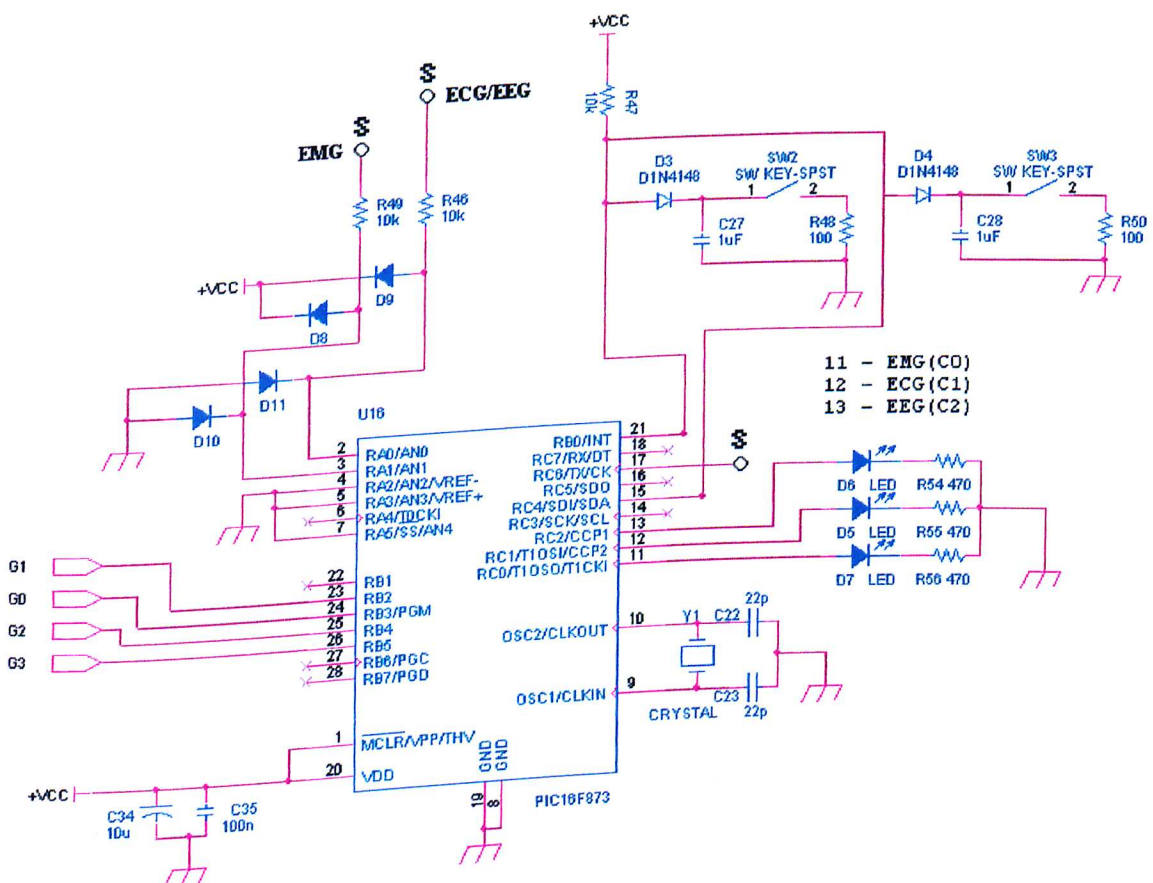 +VCC
S
ECG/EEG
S
EMG
R47
10k
R49
10k
R46
10k
D3
D1N4148
SW2
SW KEY-SPST
1
2
D4
D1N4148
SW3
SW KEY-SPST
1
2
C27
1uF
R48
100
C28
1uF
R50
100
+VCC
D9
D8
D11
D10
11 - EMG(C0)
12 - ECG(C1)
13 - EEG(C2)
U16
2
RA0/AN0
3
RA1/AN1
4
RA2/AN2/VREF-
5
RA3/AN3/VREF+
6
RA4/TOCKI
7
RA5/SS/AN4
21
RB0/INT
18
RC7/RX/DT
17
RC6/TX/CK
16
RC5/SDO
15
RC4/SDI/SDA
14
RC3/SCK/SCL
13
RC2/CCP1
12
RC1/T1OSI/CCP2
11
RC0/T1OSO/T1CKI
S
D6 LED R54 470
D5 LED R55 470
D7 LED R56 470
G1
G0
G2
G3
22
RB1
23
RB2
24
RB3/PGM
25
RB4
26
RB5
27
RB6/PGC
28
RB7/PGD
10
OSC2/CLKOUT
9
OSC1/CLKIN
Y1
CRYSTAL
C22
22p
C23
22p
1
MCLR/VPP/THV
20
VDD
GND
GND
19
8
PIC16F873
+VCC
C34
10u
C35
100n